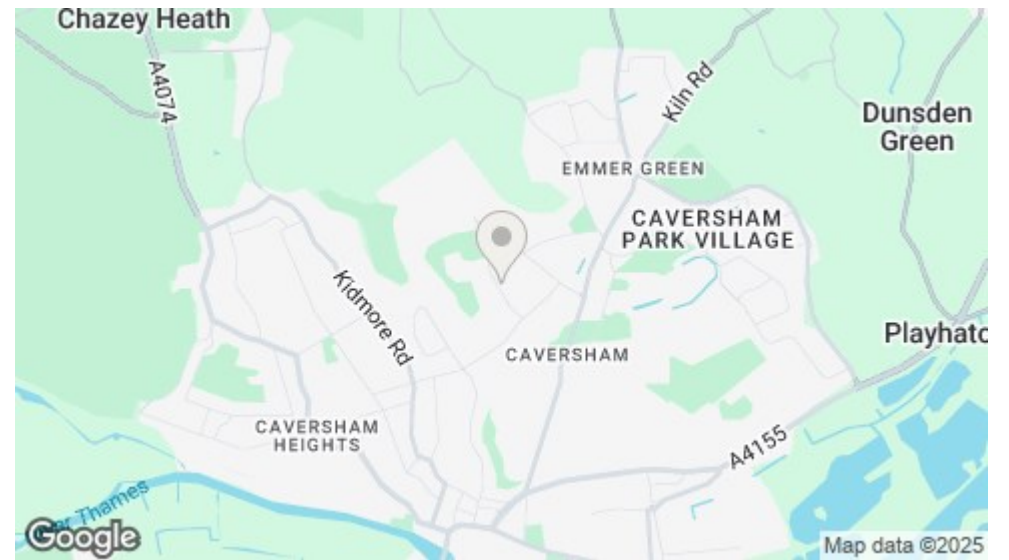 Chazey Heath
A4074
Kiln Rd
Dunsden
Green
EMMER GREEN
CAVERSHAM
PARK VILLAGE
Kidmore Rd
Playhatc
CAVERSHAM
CAVERSHAM
HEIGHTS
A4155
Thames
Google
Map data ©2025